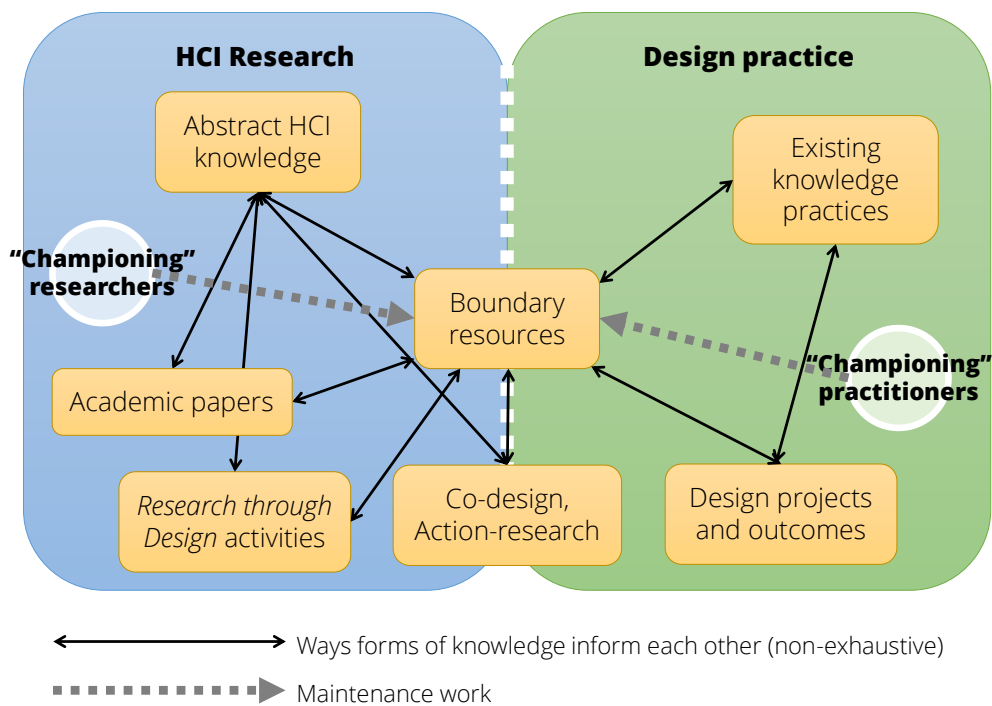 HCI Research
Design practice
Abstract HCI
knowledge
Existing
knowledge
practices
“Championing”
researchers
Boundary
resources
“Championing”
practitioners
Academic papers
Research through
Design activities
Co-design,
Action-research
Design projects
and outcomes
Ways forms of knowledge inform each other (non-exhaustive)
Maintenance work